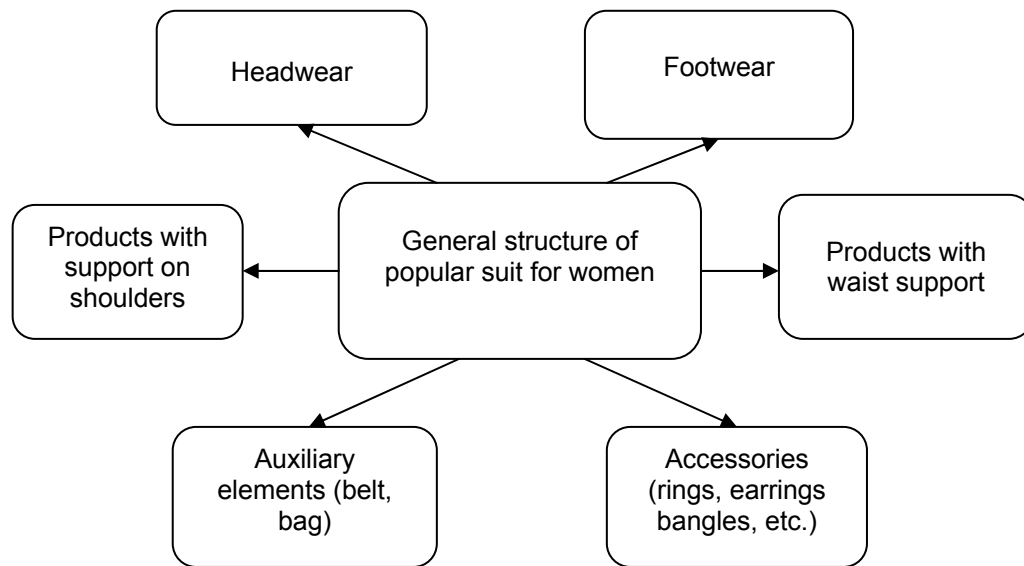 Headwear
Footwear
Products with
support on
shoulders
General structure of
popular suit for women
Products with
waist support
Auxiliary
elements (belt,
bag)
Accessories
(rings, earrings
bangles, etc.)